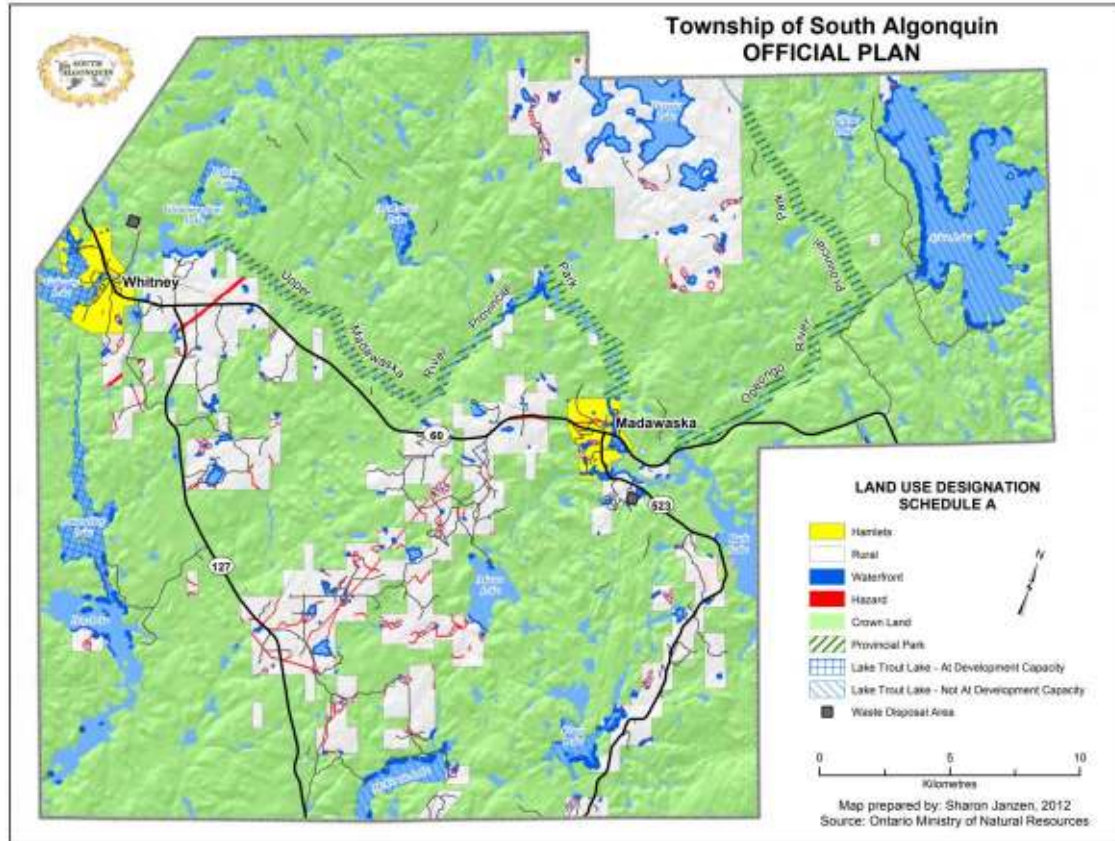 Township of South Algonquin
OFFICIAL PLAN
SOUTH
ALGONQUIN
Whitney
Upper
Madawaska
River
Provincial
Park
Park
Provincial
River
Opeongo
60
Madawaska
523
127
LAND USE DESIGNATION
SCHEDULE A
Hamlets
Rural
Waterfront
Hazard
Crown Land
Provincial Park
Lake Trout Lake - At Development Capacity
Lake Trout Lake - Not At Development Capacity
Waste Disposal Area
N
0 5 10
Kilometres
Map prepared by: Sharon Janzen, 2012
Source: Ontario Ministry of Natural Resources